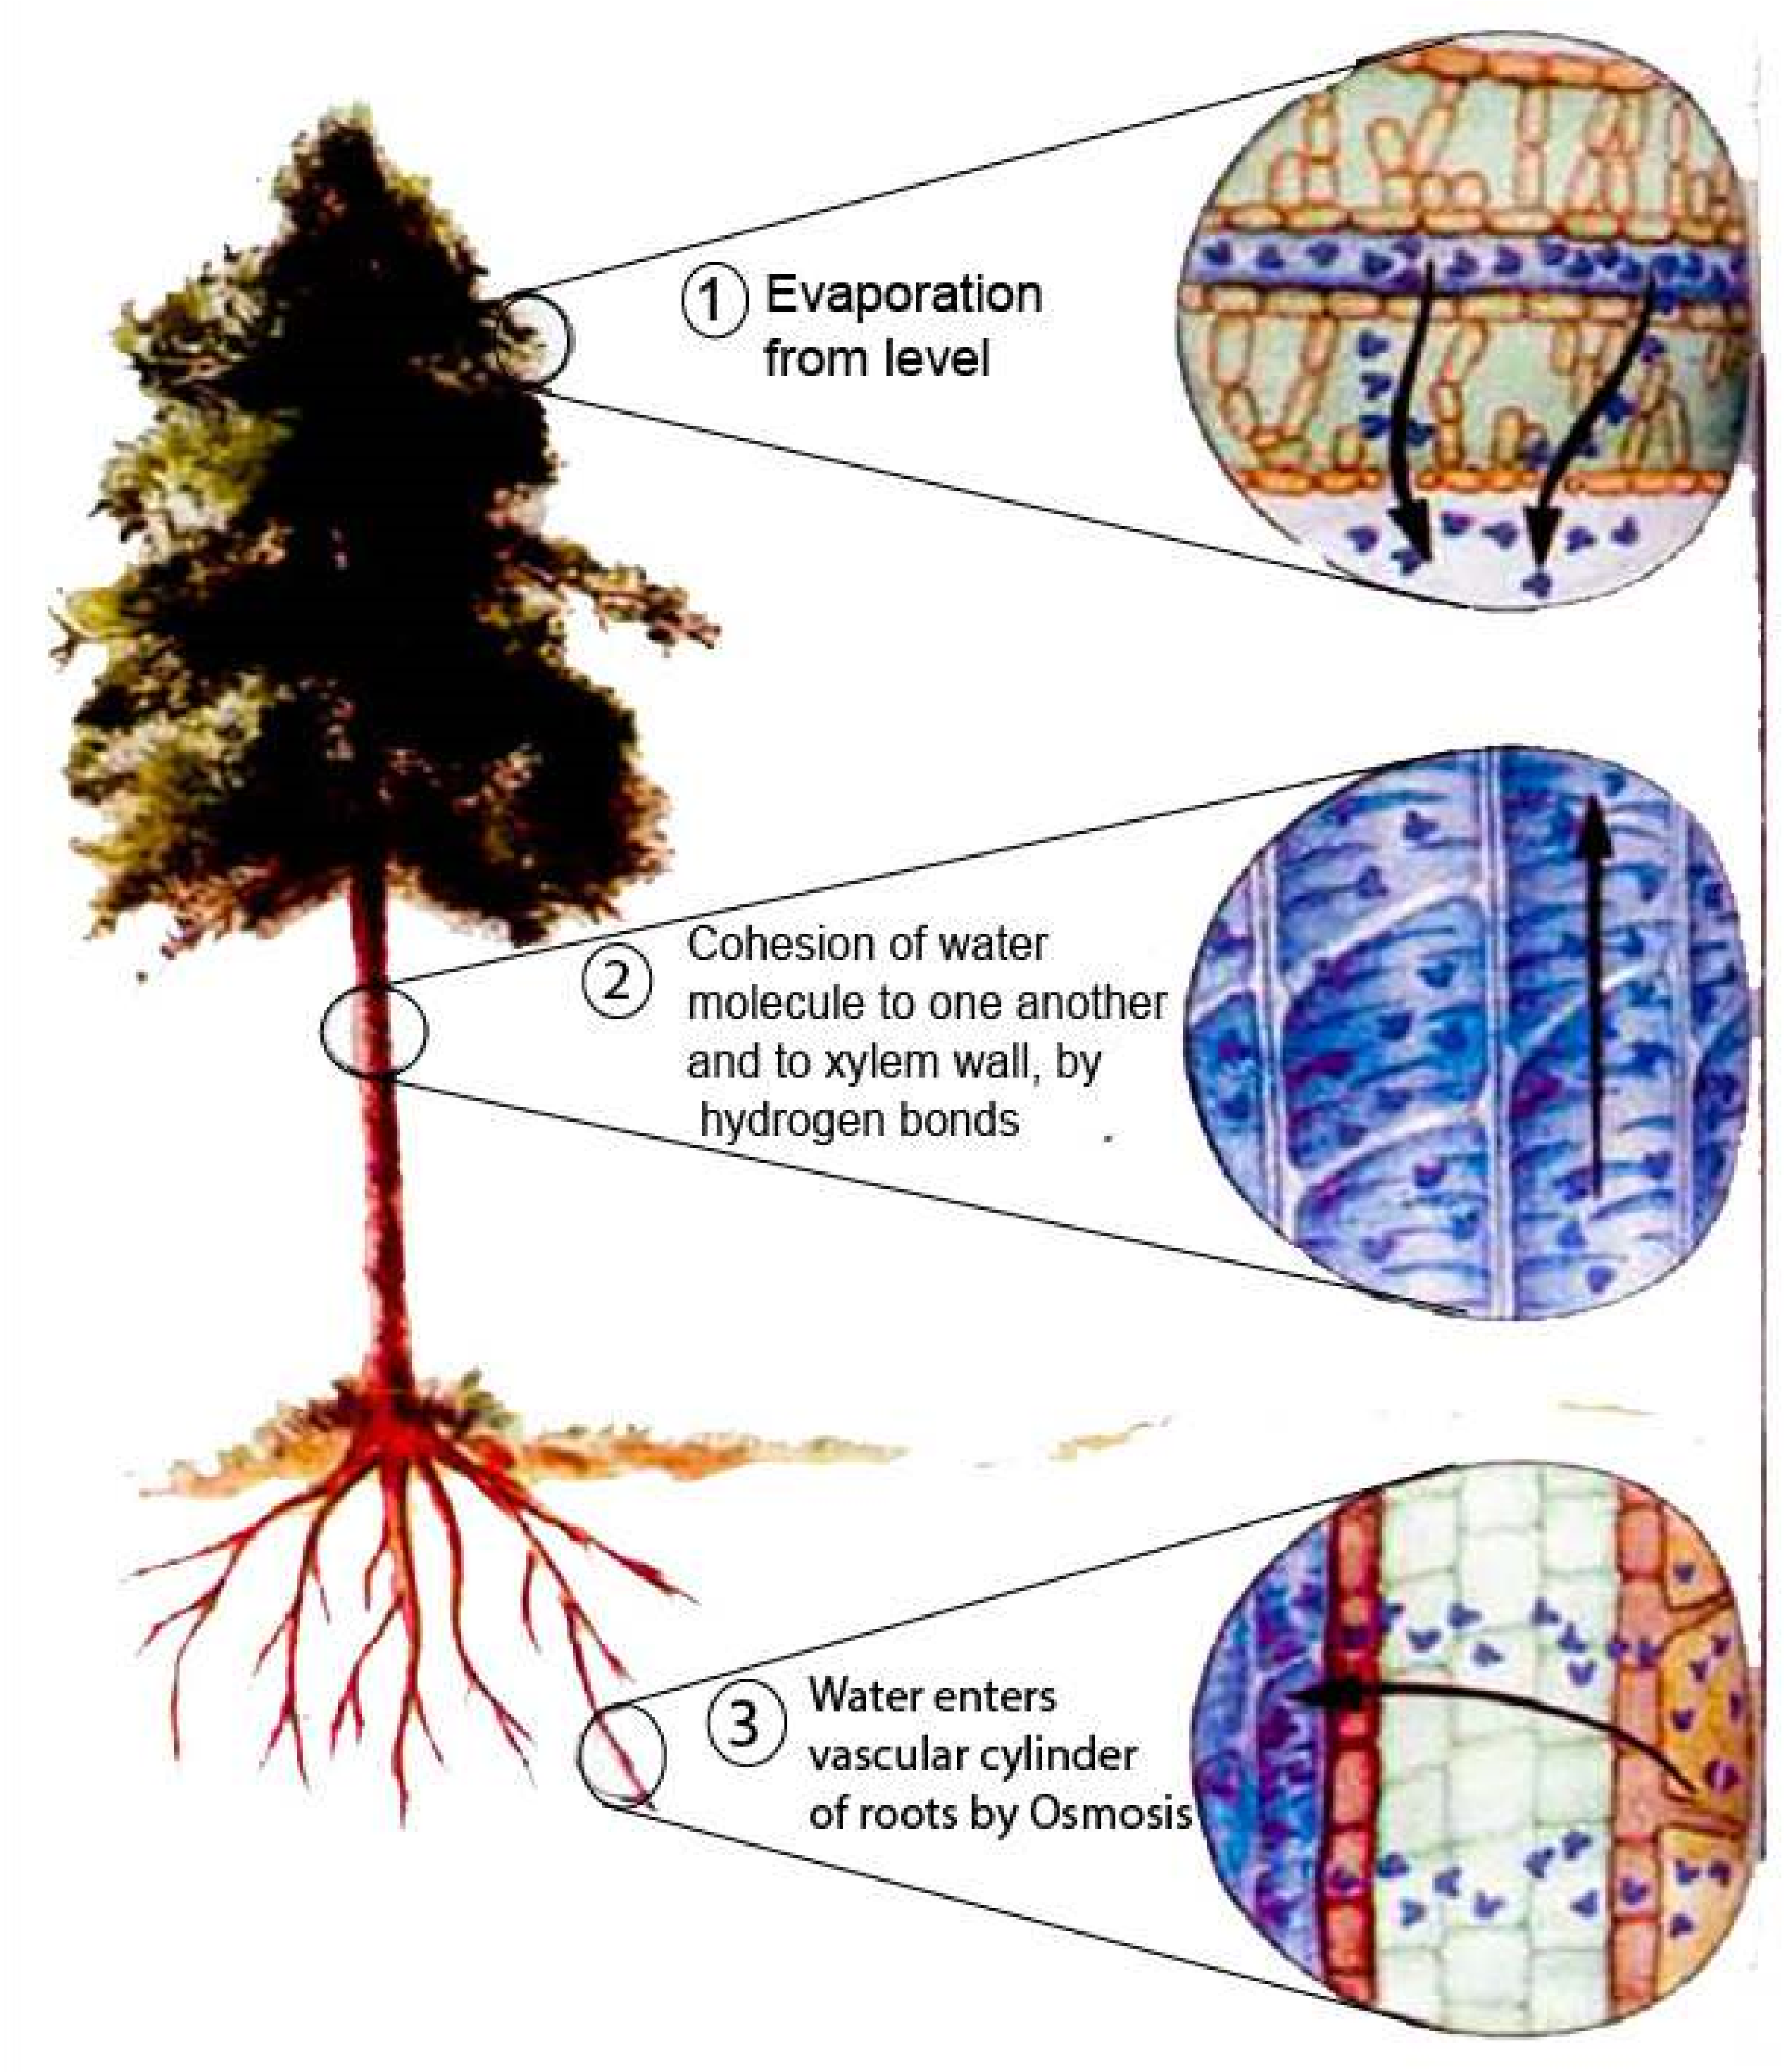 1 Evaporation
from level
2 Cohesion of water
molecule to one another
and to xylem wall, by
hydrogen bonds
3 Water enters
vascular cylinder
of roots by Osmosis